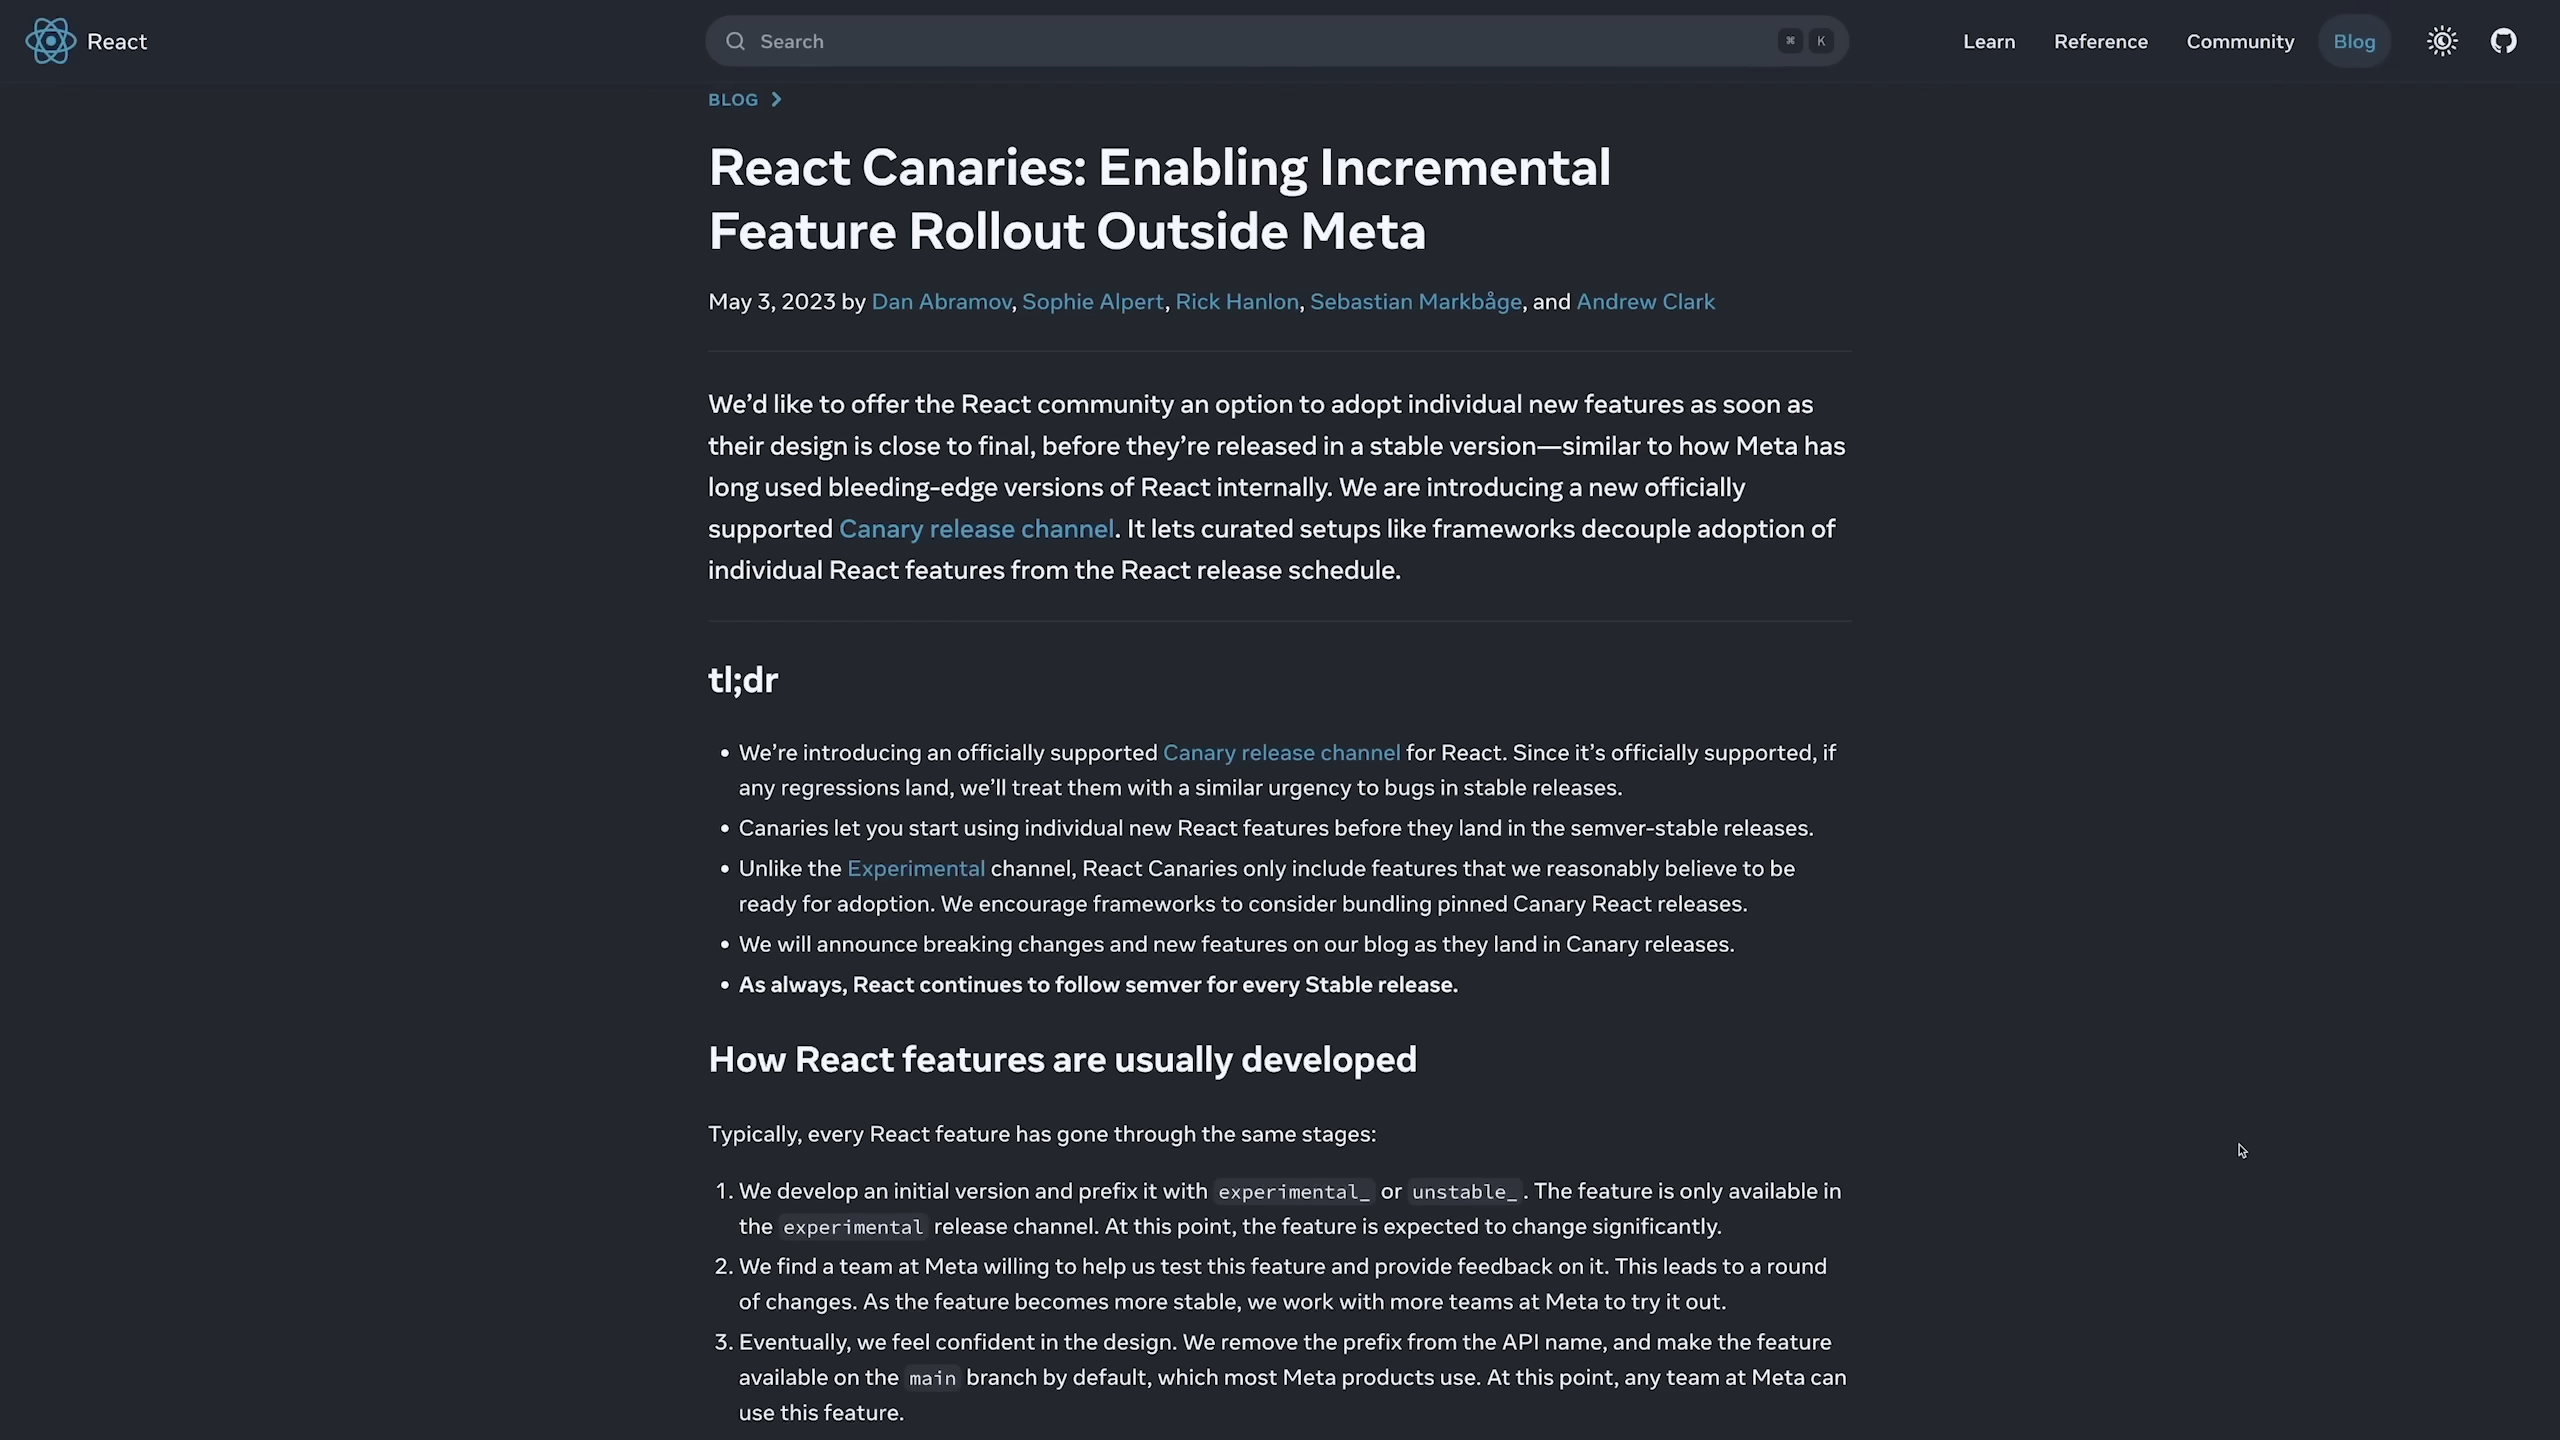 React
Search
⌘ K
Learn
Reference
Community
Blog
BLOG
React Canaries: Enabling Incremental
Feature Rollout Outside Meta
May 3, 2023 by Dan Abramov, Sophie Alpert, Rick Hanlon, Sebastian Markbåge, and Andrew Clark
We’d like to offer the React community an option to adopt individual new features as soon as
their design is close to final, before they’re released in a stable version—similar to how Meta has
long used bleeding-edge versions of React internally. We are introducing a new officially
supported Canary release channel. It lets curated setups like frameworks decouple adoption of
individual React features from the React release schedule.
tl;dr
• We’re introducing an officially supported Canary release channel for React. Since it’s officially supported, if
any regressions land, we’ll treat them with a similar urgency to bugs in stable releases.
• Canaries let you start using individual new React features before they land in the semver-stable releases.
• Unlike the Experimental channel, React Canaries only include features that we reasonably believe to be
ready for adoption. We encourage frameworks to consider bundling pinned Canary React releases.
• We will announce breaking changes and new features on our blog as they land in Canary releases.
• As always, React continues to follow semver for every Stable release.
How React features are usually developed
Typically, every React feature has gone through the same stages:
1. We develop an initial version and prefix it with experimental_ or unstable_. The feature is only available in
the experimental release channel. At this point, the feature is expected to change significantly.
2. We find a team at Meta willing to help us test this feature and provide feedback on it. This leads to a round
of changes. As the feature becomes more stable, we work with more teams at Meta to try it out.
3. Eventually, we feel confident in the design. We remove the prefix from the API name, and make the feature
available on the main branch by default, which most Meta products use. At this point, any team at Meta can
use this feature.